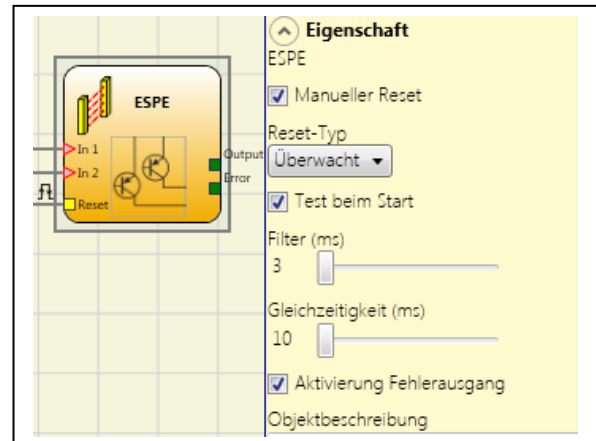 ESPE
In 1
In 2
Reset
Output
Error
Eigenschaft
ESPE
Manueller Reset
Reset-Typ
Überwacht
Test beim Start
Filter (ms)
3
Gleichzeitigkeit (ms)
10
Aktivierung Fehlerausgang
Objektbeschreibung